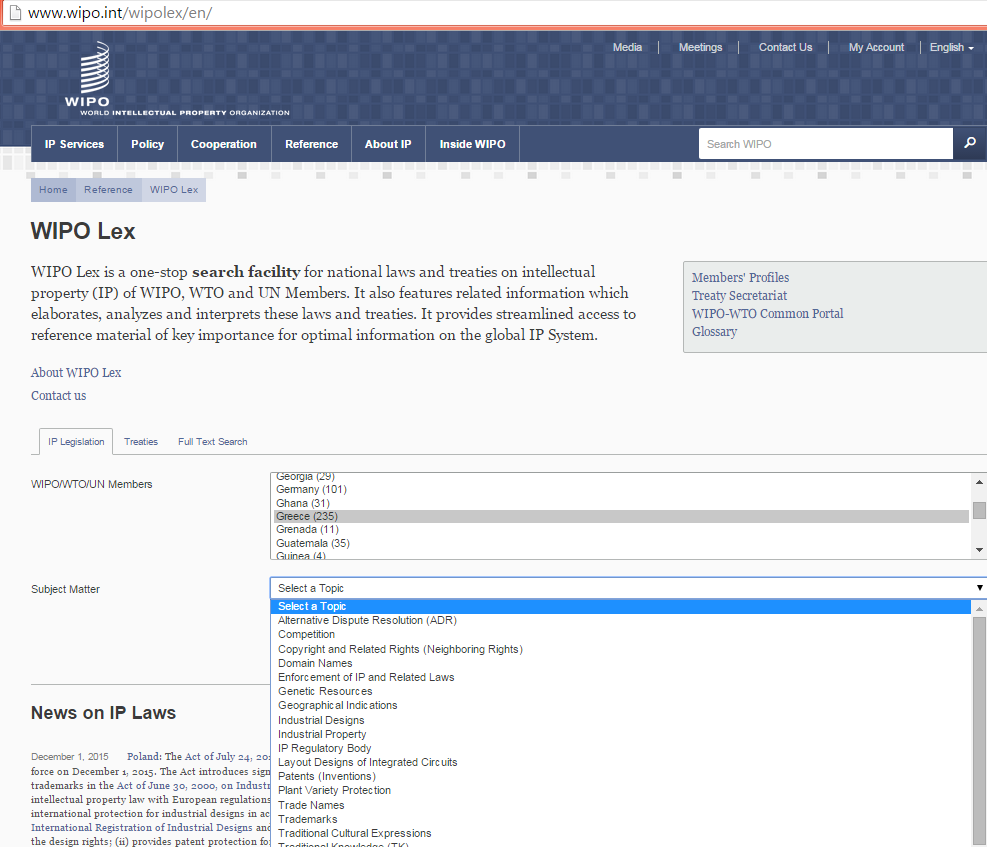 www.wipo.int/wipolex/en/
Media
Meetings
Contact Us
My Account
English
WIPO
WORLD INTELLECTUAL PROPERTY ORGANIZATION
IP Services
Policy
Cooperation
Reference
About IP
Inside WIPO
Search WIPO
Home
Reference
WIPO Lex
WIPO Lex
WIPO Lex is a one-stop search facility for national laws and treaties on intellectual
property (IP) of WIPO, WTO and UN Members. It also features related information which
elaborates, analyzes and interprets these laws and treaties. It provides streamlined access to
reference material of key importance for optimal information on the global IP System.
Members' Profiles
Treaty Secretariat
WIPO-WTO Common Portal
Glossary
About WIPO Lex
Contact us
IP Legislation
Treaties
Full Text Search
WIPO/WTO/UN Members
Georgia (29)
Germany (101)
Ghana (31)
Greece (235)
Grenada (11)
Guatemala (35)
Guinea (4)
Subject Matter
Select a Topic
Select a Topic
Alternative Dispute Resolution (ADR)
Competition
Copyright and Related Rights (Neighboring Rights)
Domain Names
Enforcement of IP and Related Laws
Genetic Resources
Geographical Indications
Industrial Designs
Industrial Property
IP Regulatory Body
Layout Designs of Integrated Circuits
Patents (Inventions)
Plant Variety Protection
Trade Names
Trademarks
Traditional Cultural Expressions
Traditional Knowledge (TK)
News on IP Laws
December 1, 2015 Poland: The Act of July 24,
force on December 1, 2015. The Act introduces
trademarks in the Act of June 30, 2000, on
intellectual property law with European regulations
international protection for industrial designs in
International Registration of Industrial Designs and
the design rights; (ii) provides patent protection